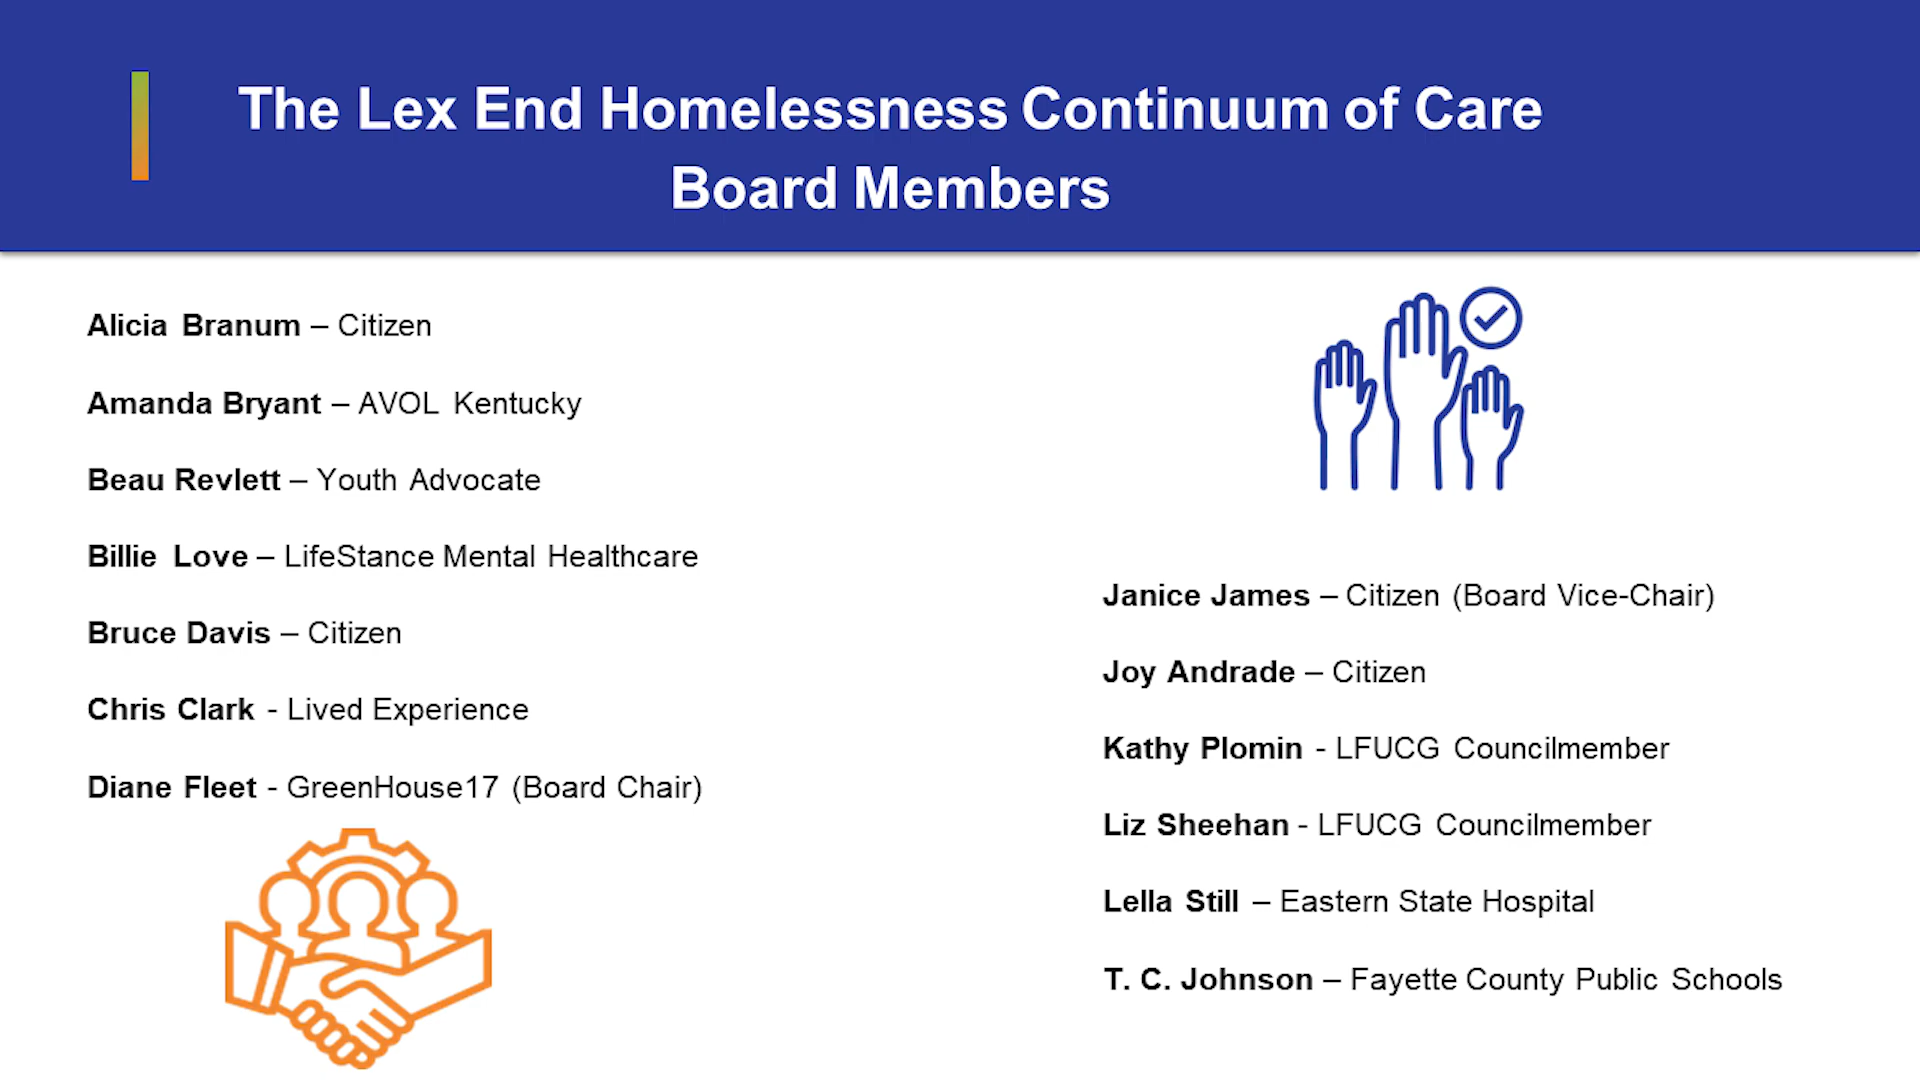 The Lex End Homelessness Continuum of Care
Board Members
Alicia Branum – Citizen
Amanda Bryant – AVOL Kentucky
Beau Revlett – Youth Advocate
Billie Love – LifeStance Mental Healthcare
Bruce Davis – Citizen
Chris Clark - Lived Experience
Diane Fleet - GreenHouse17 (Board Chair)
Janice James – Citizen (Board Vice-Chair)
Joy Andrade – Citizen
Kathy Plomin - LFUCG Councilmember
Liz Sheehan - LFUCG Councilmember
Lella Still – Eastern State Hospital
T. C. Johnson – Fayette County Public Schools